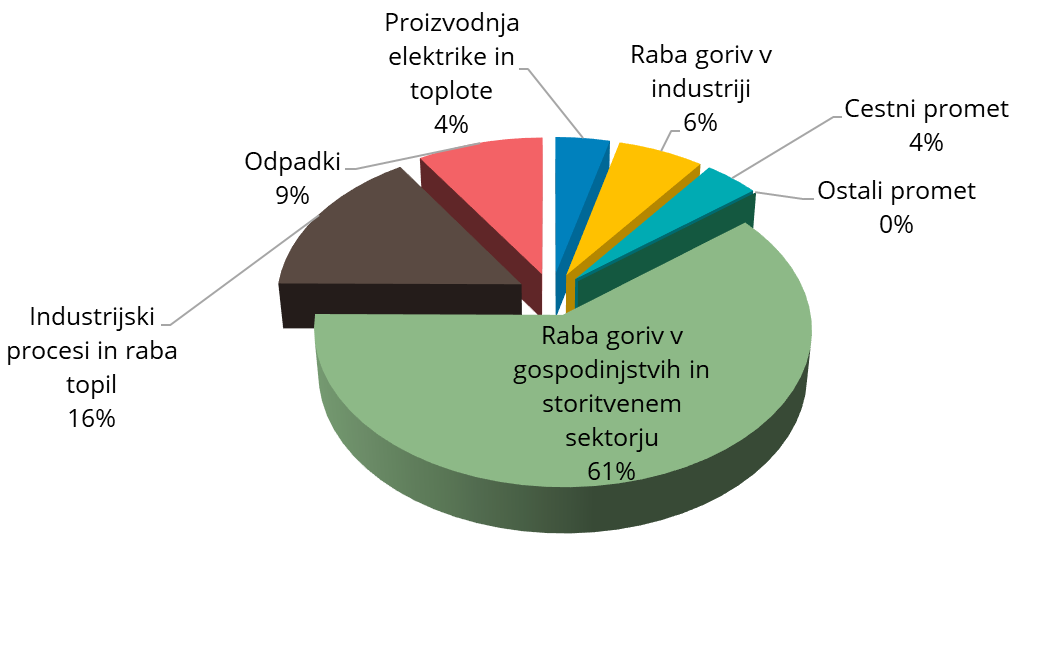 Proizvodnja
elektrike in
toplote
4%
Raba goriv v
industriji
6%
Cestni promet
4%
Ostali promet
0%
Odpadki
9%
Industrijski
procesi in raba
topil
16%
Raba goriv v
gospodinjstvih in
storitvenem
sektorju
61%